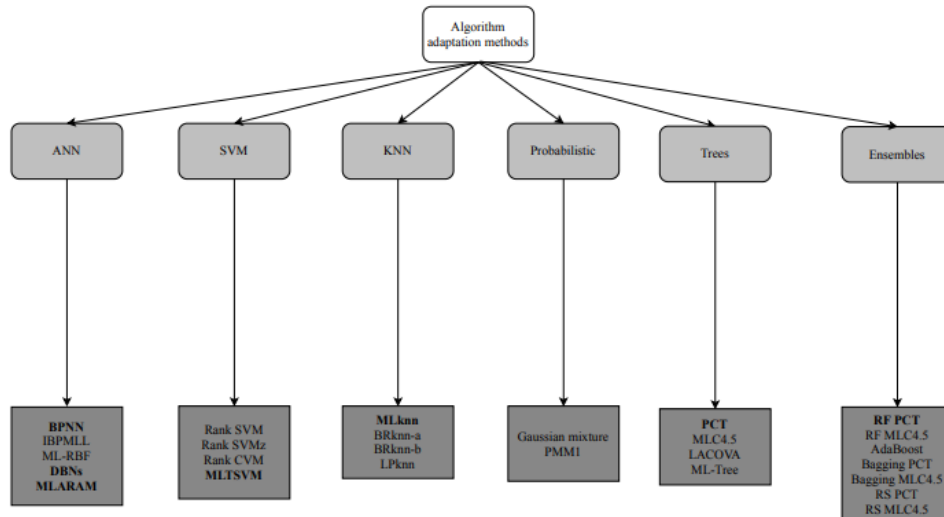 Algorithm
adaptation methods
ANN
SVM
KNN
Probabilistic
Trees
Ensembles
BPNN
IBPMLL
ML-RBF
DBNs
MLARAM
Rank SVM
Rank SVMz
Rank CVM
MLTSVM
MLknn
BRknn-a
BRknn-b
LPknn
Gaussian mixture
PMM1
PCT
MLC4.5
LACOVA
ML-Tree
RF PCT
RF MLC4.5
AdaBoost
Bagging PCT
Bagging MLC4.5
RS PCT
RS MLC4.5